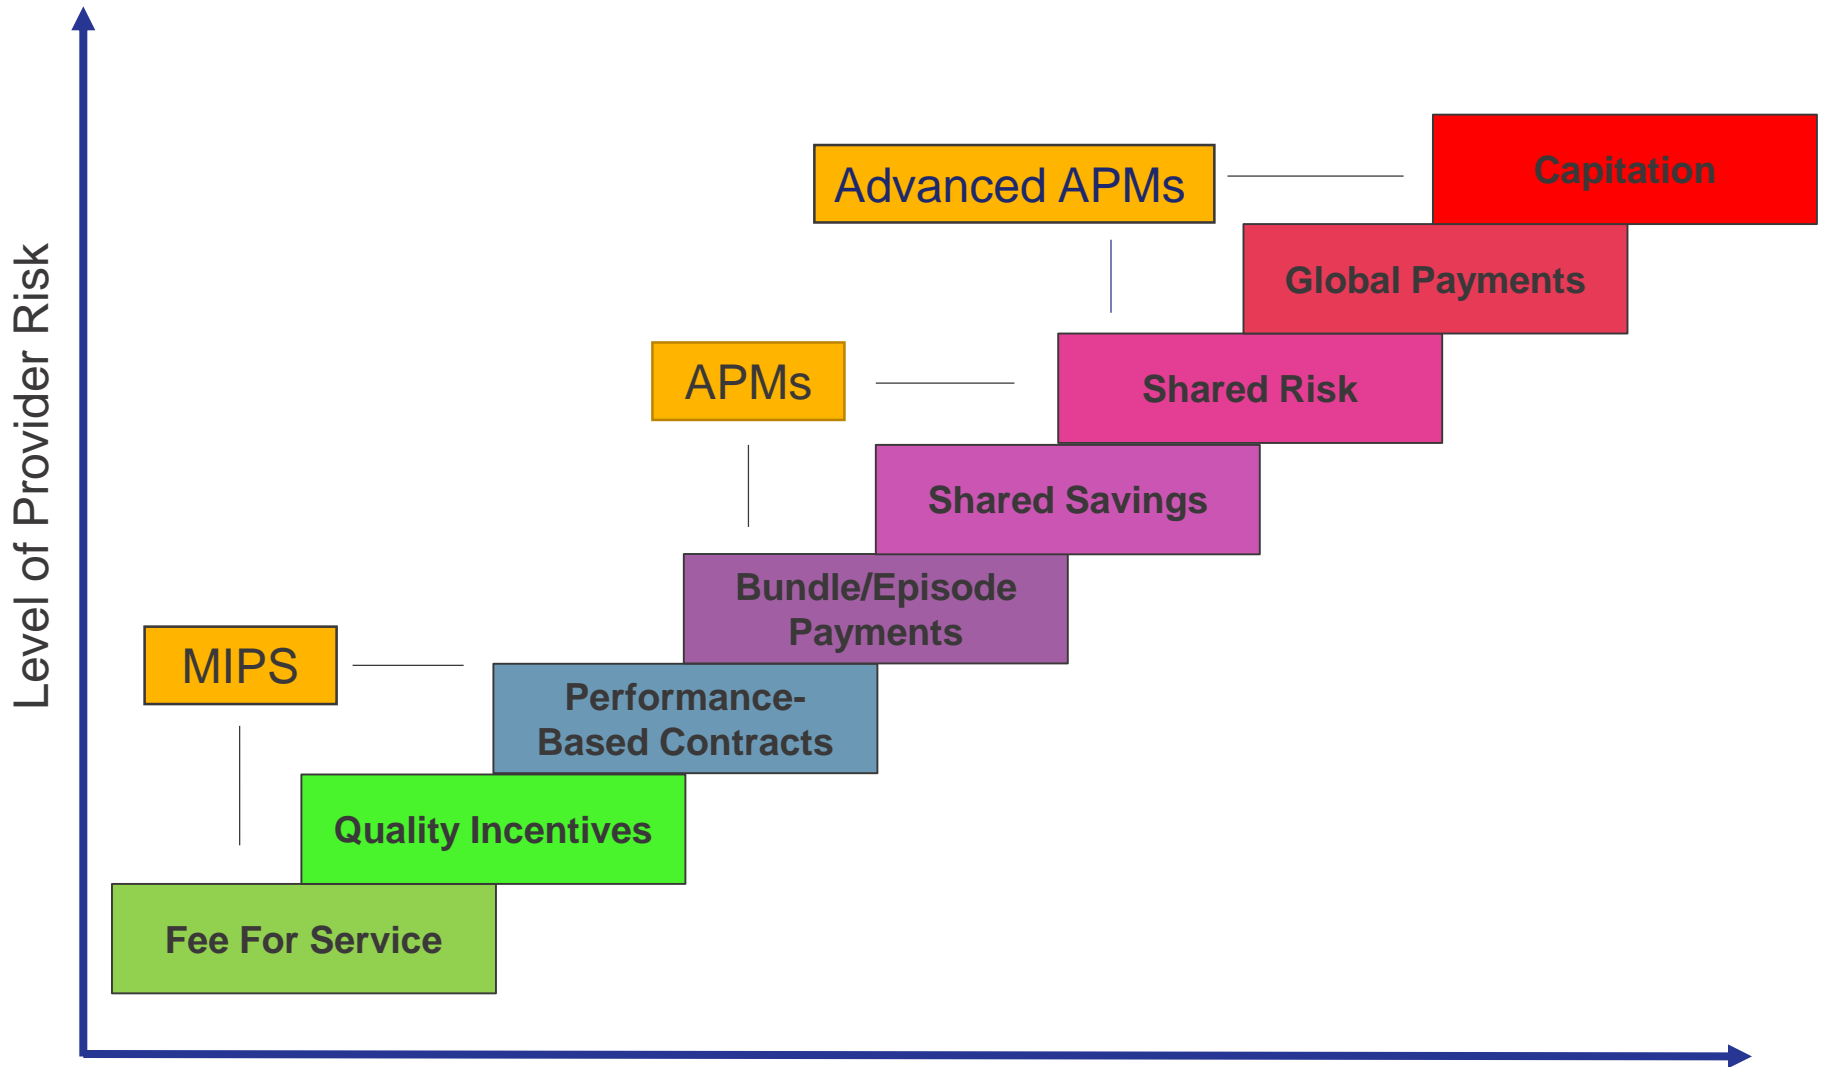 Level of Provider Risk
Capitation
Advanced APMs
Global Payments
APMs
Shared Risk
Shared Savings
Bundle/Episode
Payments
MIPS
Performance-
Based Contracts
Quality Incentives
Fee For Service